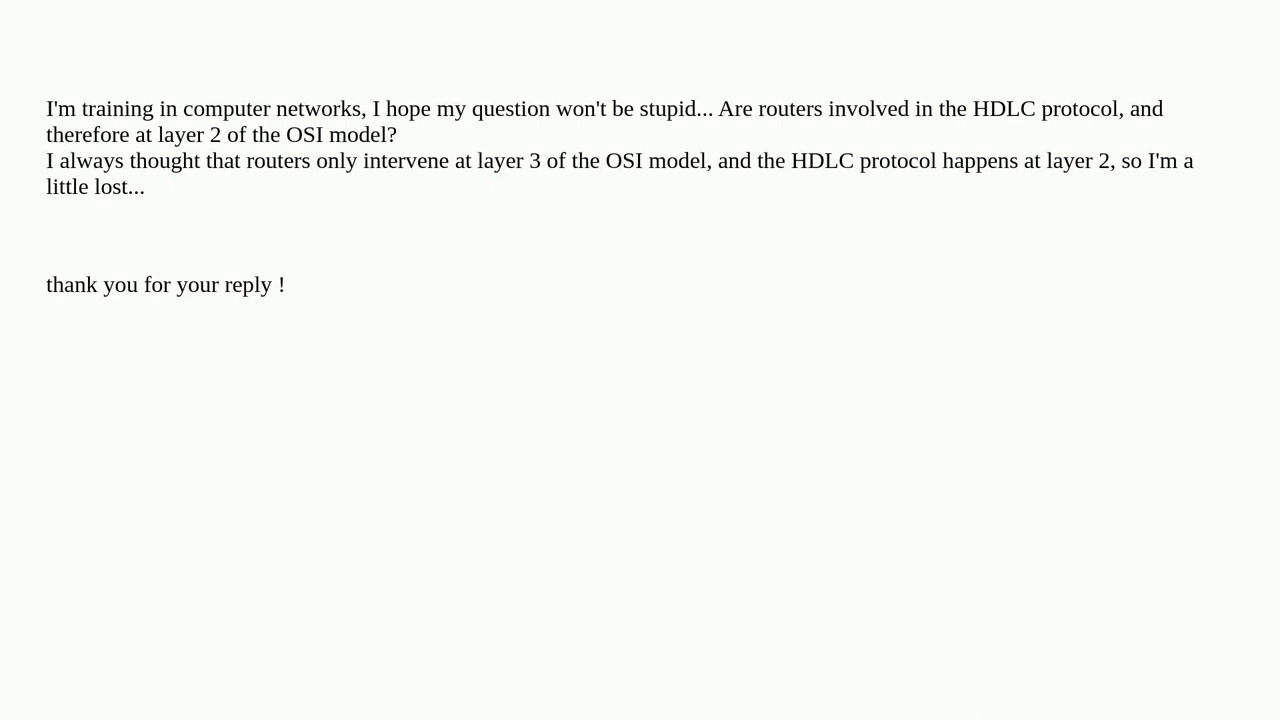 I'm training in computer networks, I hope my question won't be stupid... Are routers involved in the HDLC protocol, and
therefore at layer 2 of the OSI model?
I always thought that routers only intervene at layer 3 of the OSI model, and the HDLC protocol happens at layer 2, so I'm a
little lost...
thank you for your reply !